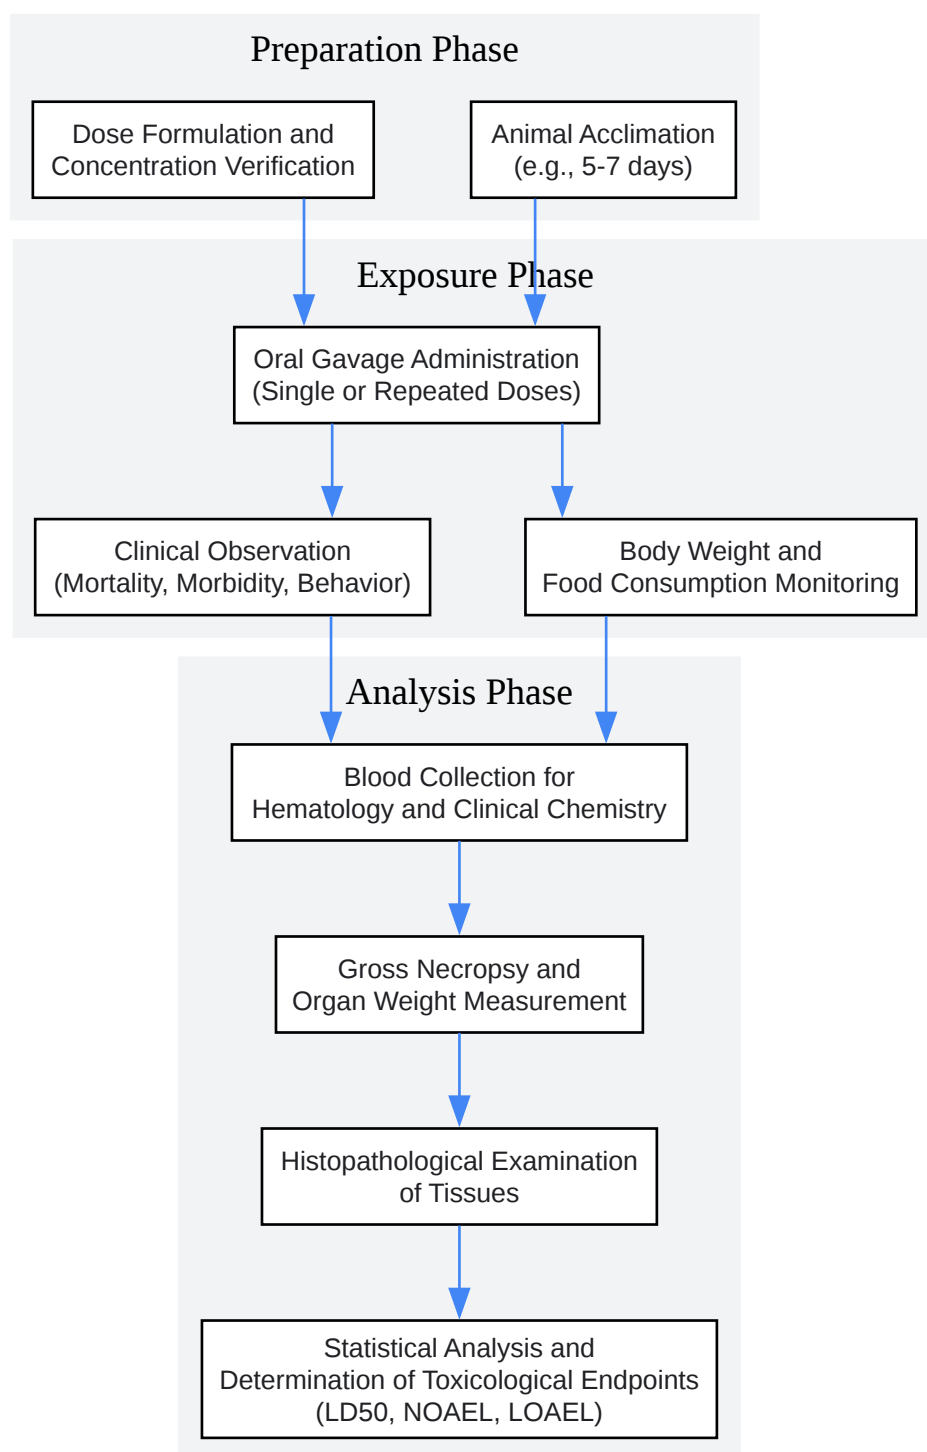 Preparation Phase
Dose Formulation and
Concentration Verification
Animal Acclimation
(e.g., 5-7 days)
Exposure Phase
Oral Gavage Administration
(Single or Repeated Doses)
Clinical Observation
(Mortality, Morbidity, Behavior)
Body Weight and
Food Consumption Monitoring
Analysis Phase
Blood Collection for
Hematology and Clinical Chemistry
Gross Necropsy and
Organ Weight Measurement
Histopathological Examination
of Tissues
Statistical Analysis and
Determination of Toxicological Endpoints
(LD50, NOAEL, LOAEL)